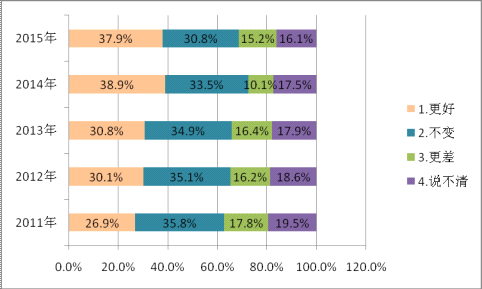 2015年 37.9% 30.8% 15.2% 16.1%
2014年 38.9% 33.5% 10.1% 17.5%
2013年 30.8% 34.9% 16.4% 17.9%
2012年 30.1% 35.1% 16.2% 18.6%
2011年 26.9% 35.8% 17.8% 19.5%
0.0% 20.0% 40.0% 60.0% 80.0% 100.0% 120.0%
1.更好
2.不变
3.更差
4.说不清